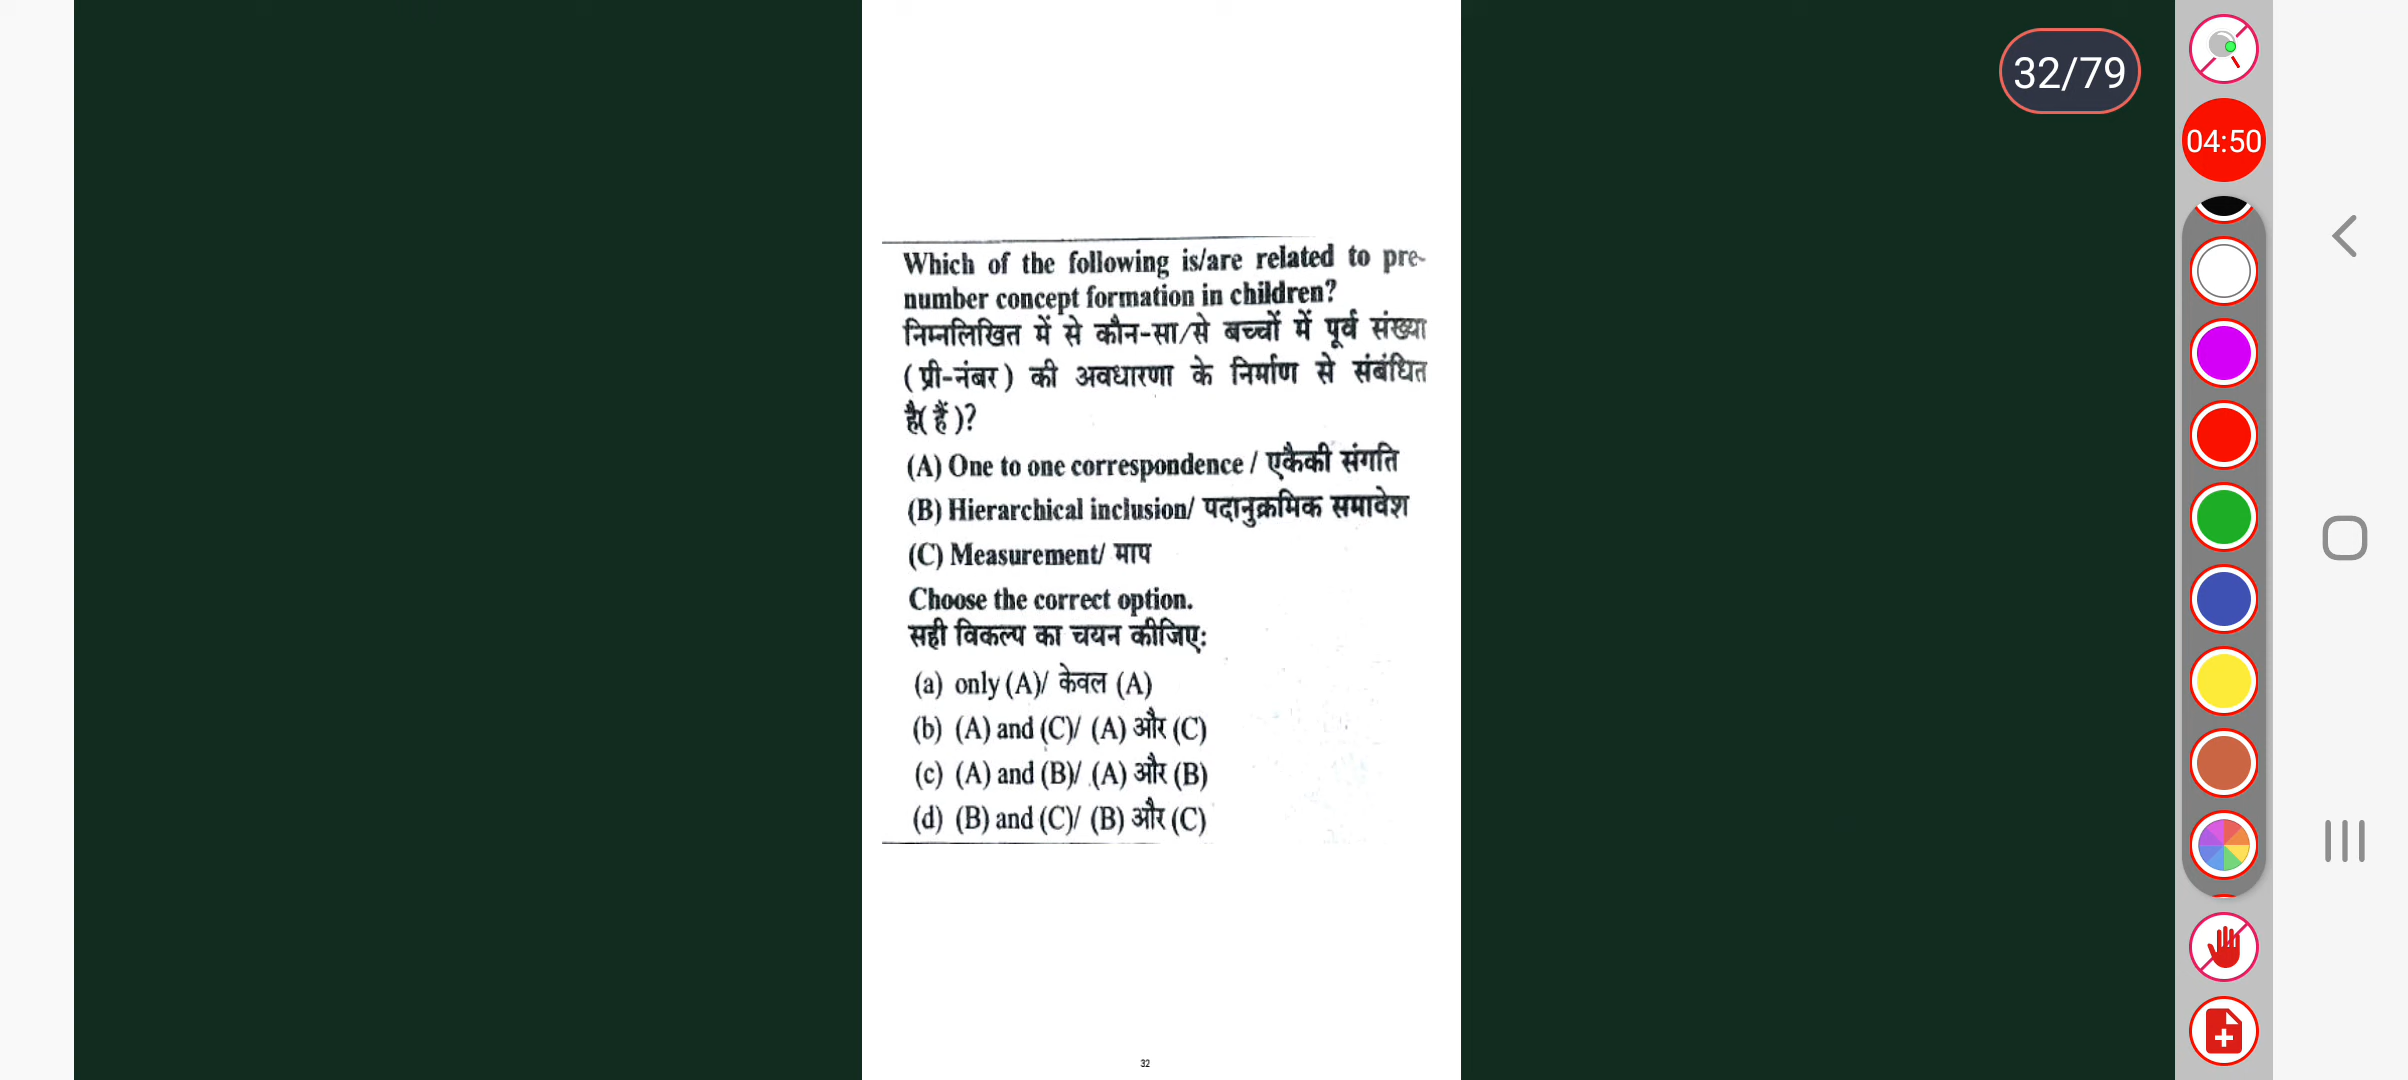 32/79
04:50
Which of the following is/are related to pre-
number concept formation in children?
निम्नलिखित में से कौन-सा/से बच्चों में पूर्व संख्या
(प्री-नंबर) की अवधारणा के निर्माण से संबंधित
है(हैं)?
(A) One to one correspondence / एकैकी संगति
(B) Hierarchical inclusion/ पदानुक्रमिक समावेश
(C) Measurement/ माप
Choose the correct option.
सही विकल्प का चयन कीजिए:
(a) only (A)/ केवल (A)
(b) (A) and (C)/ (A) और (C)
(c) (A) and (B)/ (A) और (B)
(d) (B) and (C)/ (B) और (C)
32